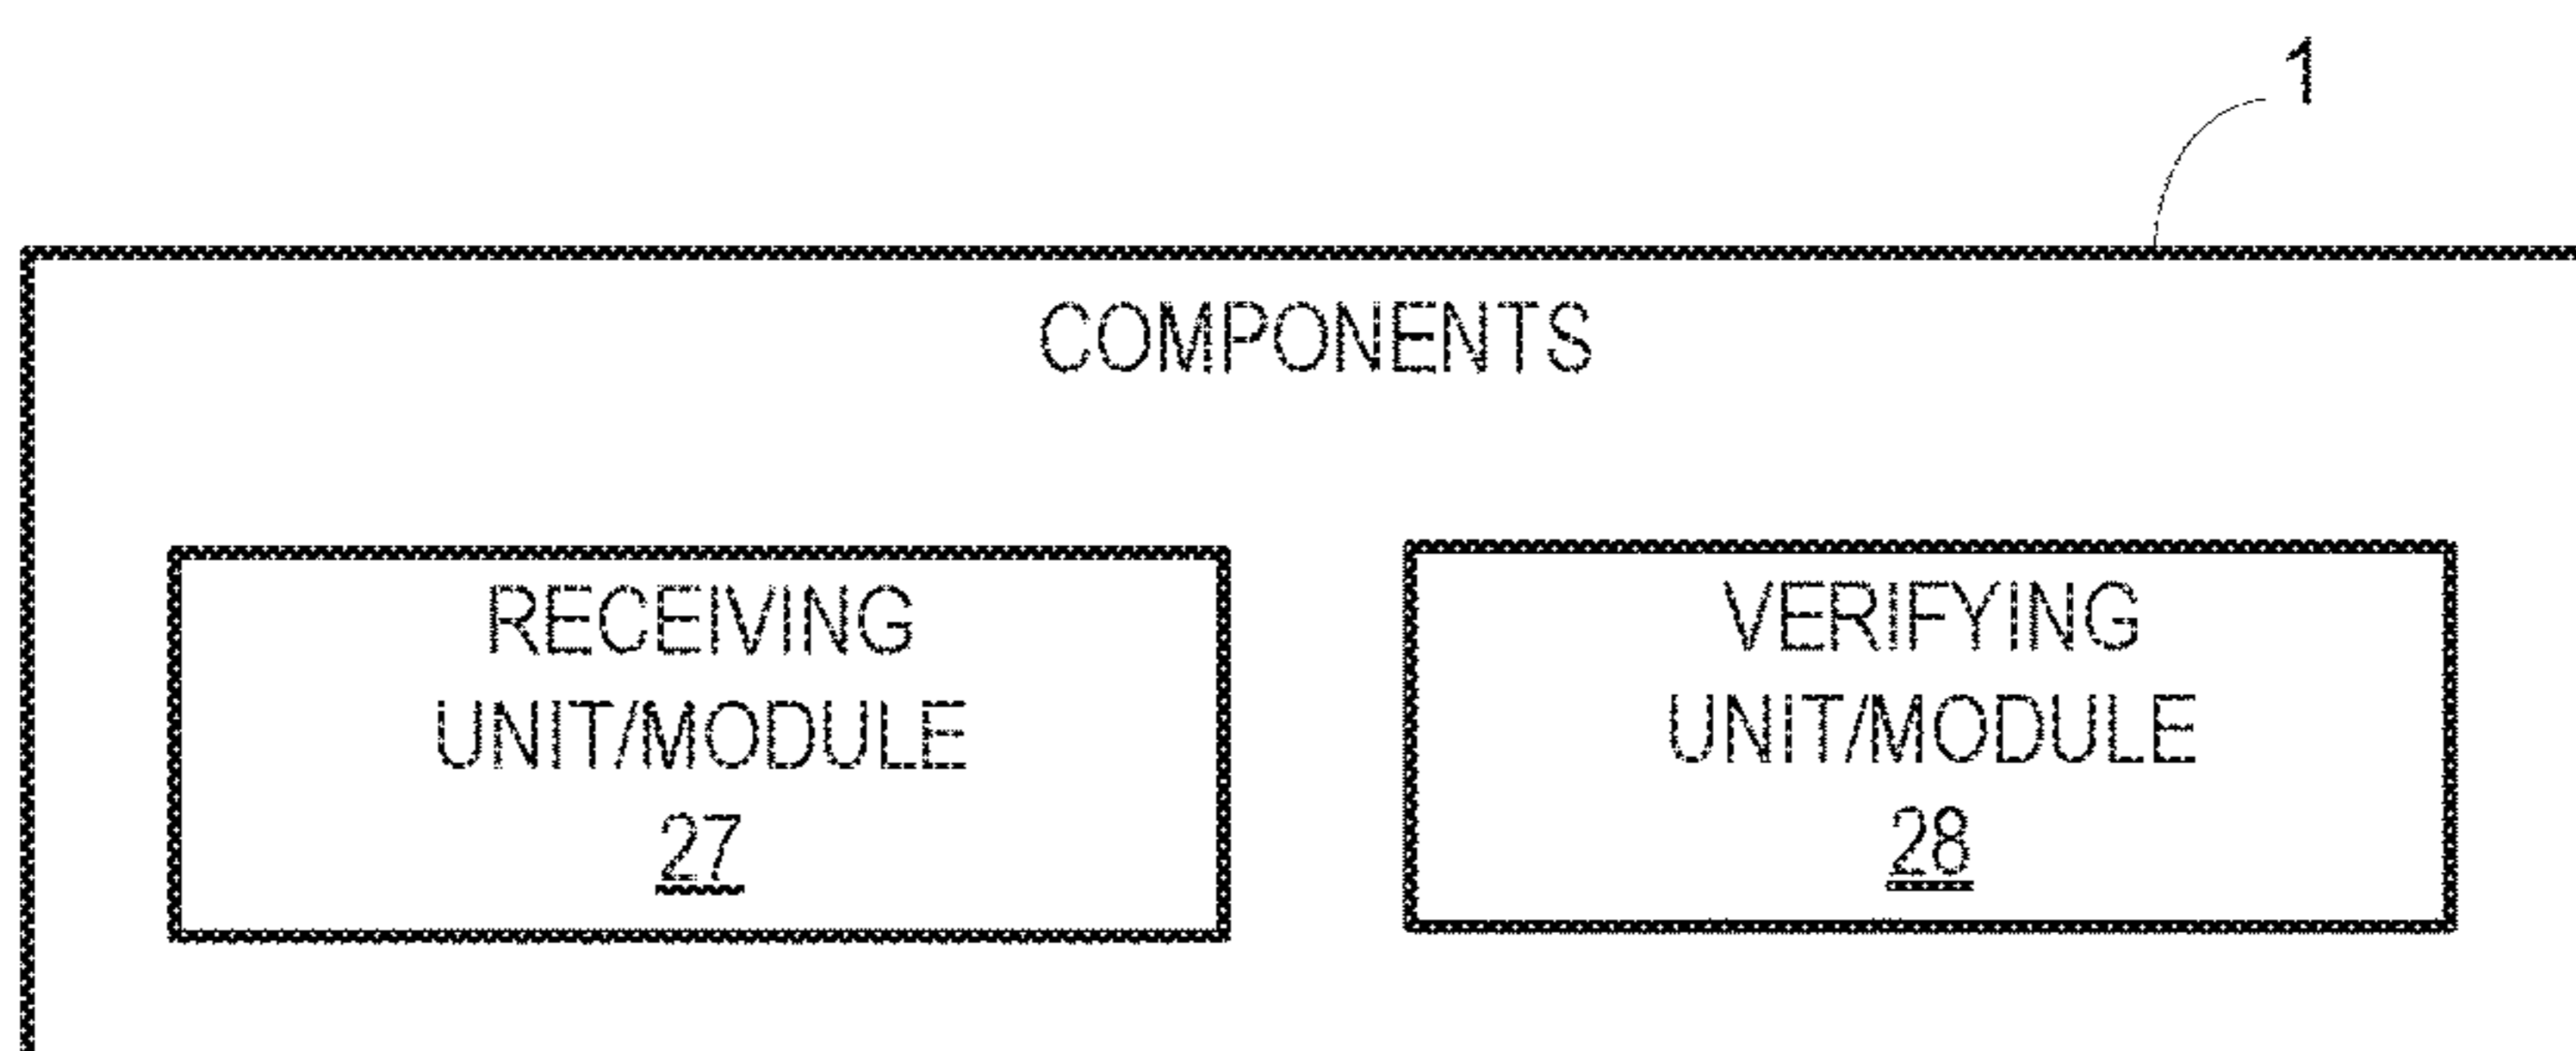 1
COMPONENTS
RECEIVING
UNIT/MODULE
27
VERIFYING
UNIT/MODULE
28